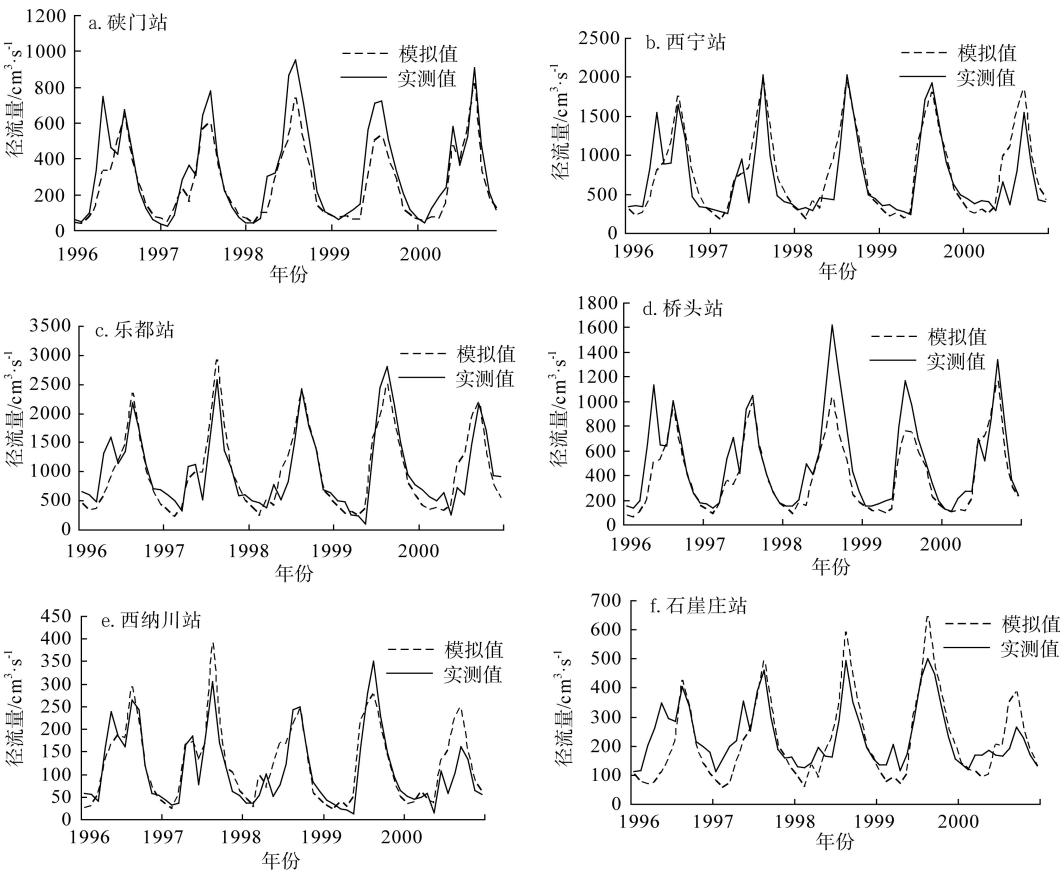 a. 硖门站
模拟值
实测值
径流量/cm³·s⁻¹
1200
1000
800
600
400
200
0
1996 1997 1998 1999 2000
年份
b. 西宁站
模拟值
实测值
径流量/cm³·s⁻¹
2500
2000
1500
1000
500
0
1996 1997 1998 1999 2000
年份
c. 乐都站
模拟值
实测值
径流量/cm³·s⁻¹
3500
3000
2500
2000
1500
1000
500
0
1996 1997 1998 1999 2000
年份
d. 桥头站
模拟值
实测值
径流量/cm³·s⁻¹
1800
1600
1400
1200
1000
800
600
400
200
0
1996 1997 1998 1999 2000
年份
e. 西纳川站
模拟值
实测值
径流量/cm³·s⁻¹
450
400
350
300
250
200
150
100
50
0
1996 1997 1998 1999 2000
年份
f. 石崖庄站
模拟值
实测值
径流量/cm³·s⁻¹
700
600
500
400
300
200
100
0
1996 1997 1998 1999 2000
年份